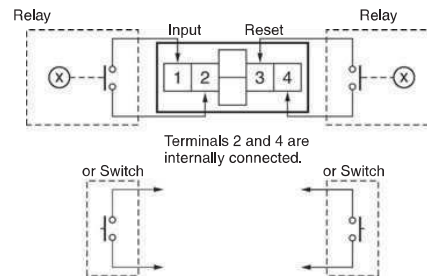 Relay
Input
Reset
Relay
X
1 2 3 4
X
Terminals 2 and 4 are
internally connected.
or Switch
or Switch